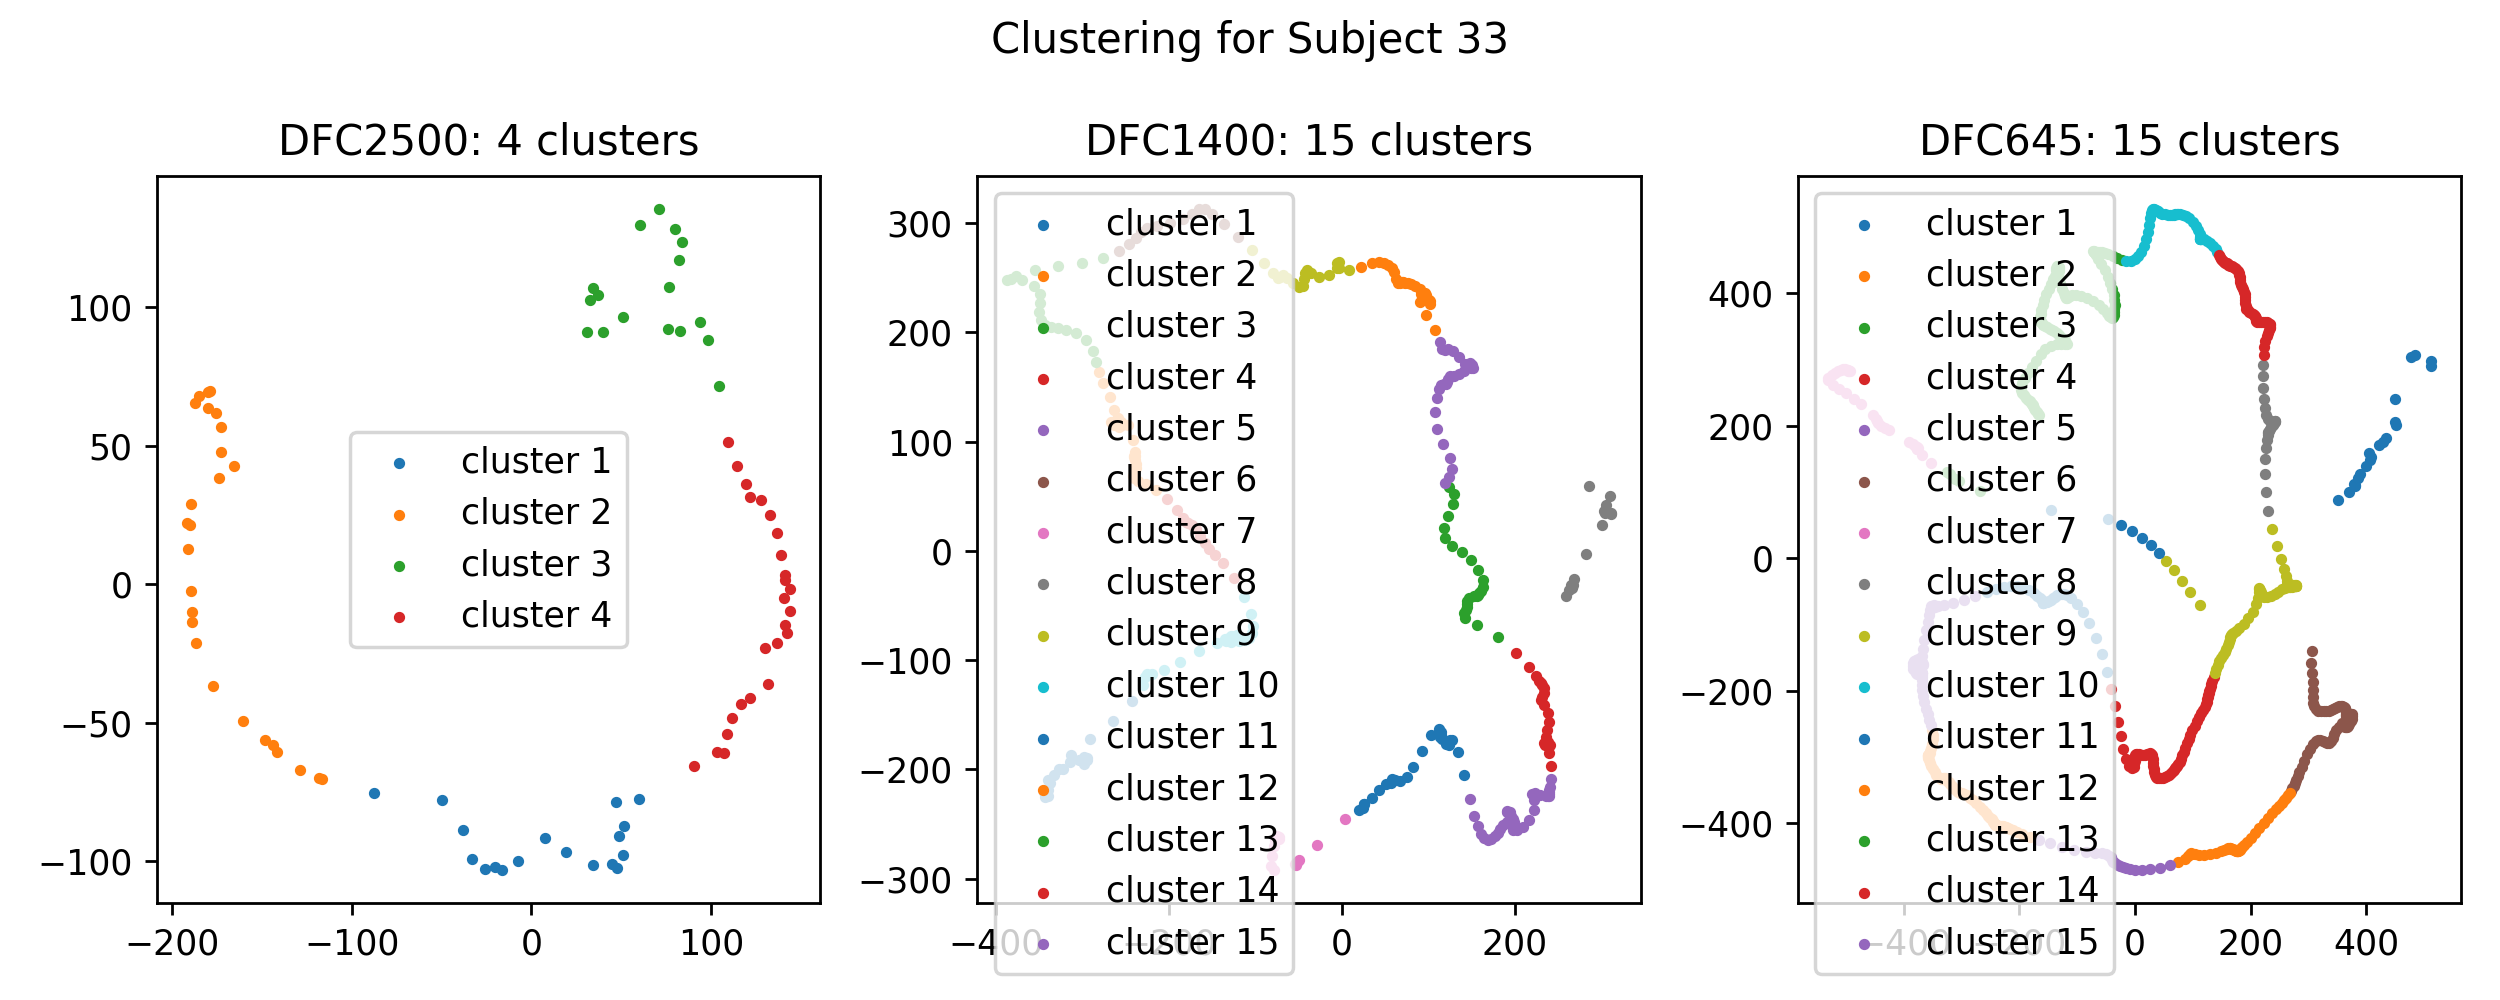 Clustering for Subject 33
DFC2500: 4 clusters
100
50
0
−50
−100
−200
−100
0
100
cluster 1
cluster 2
cluster 3
cluster 4
DFC1400: 15 clusters
300
200
100
0
−100
−200
−300
−400
−200
0
200
cluster 1
cluster 2
cluster 3
cluster 4
cluster 5
cluster 6
cluster 7
cluster 8
cluster 9
cluster 10
cluster 11
cluster 12
cluster 13
cluster 14
cluster 15
DFC645: 15 clusters
400
200
0
−200
−400
−400
−200
0
200
400
cluster 1
cluster 2
cluster 3
cluster 4
cluster 5
cluster 6
cluster 7
cluster 8
cluster 9
cluster 10
cluster 11
cluster 12
cluster 13
cluster 14
cluster 15